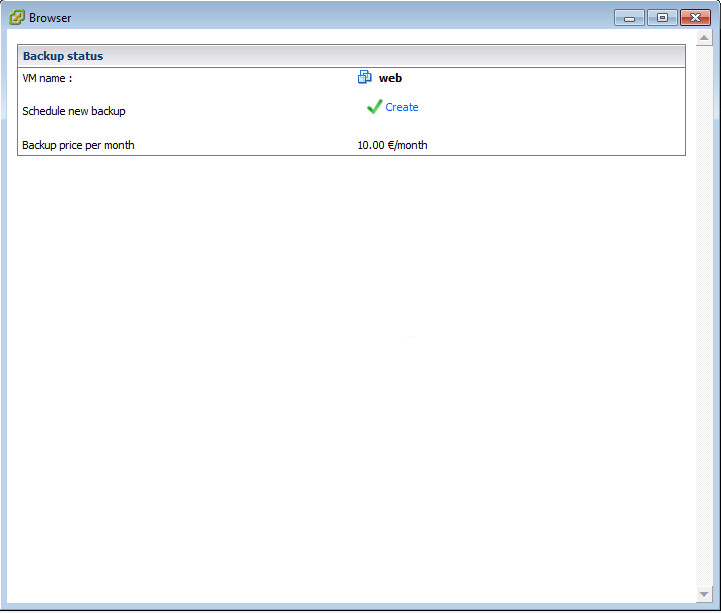 Browser
Backup status
VM name : web
Schedule new backup Create
Backup price per month 10.00 €/month